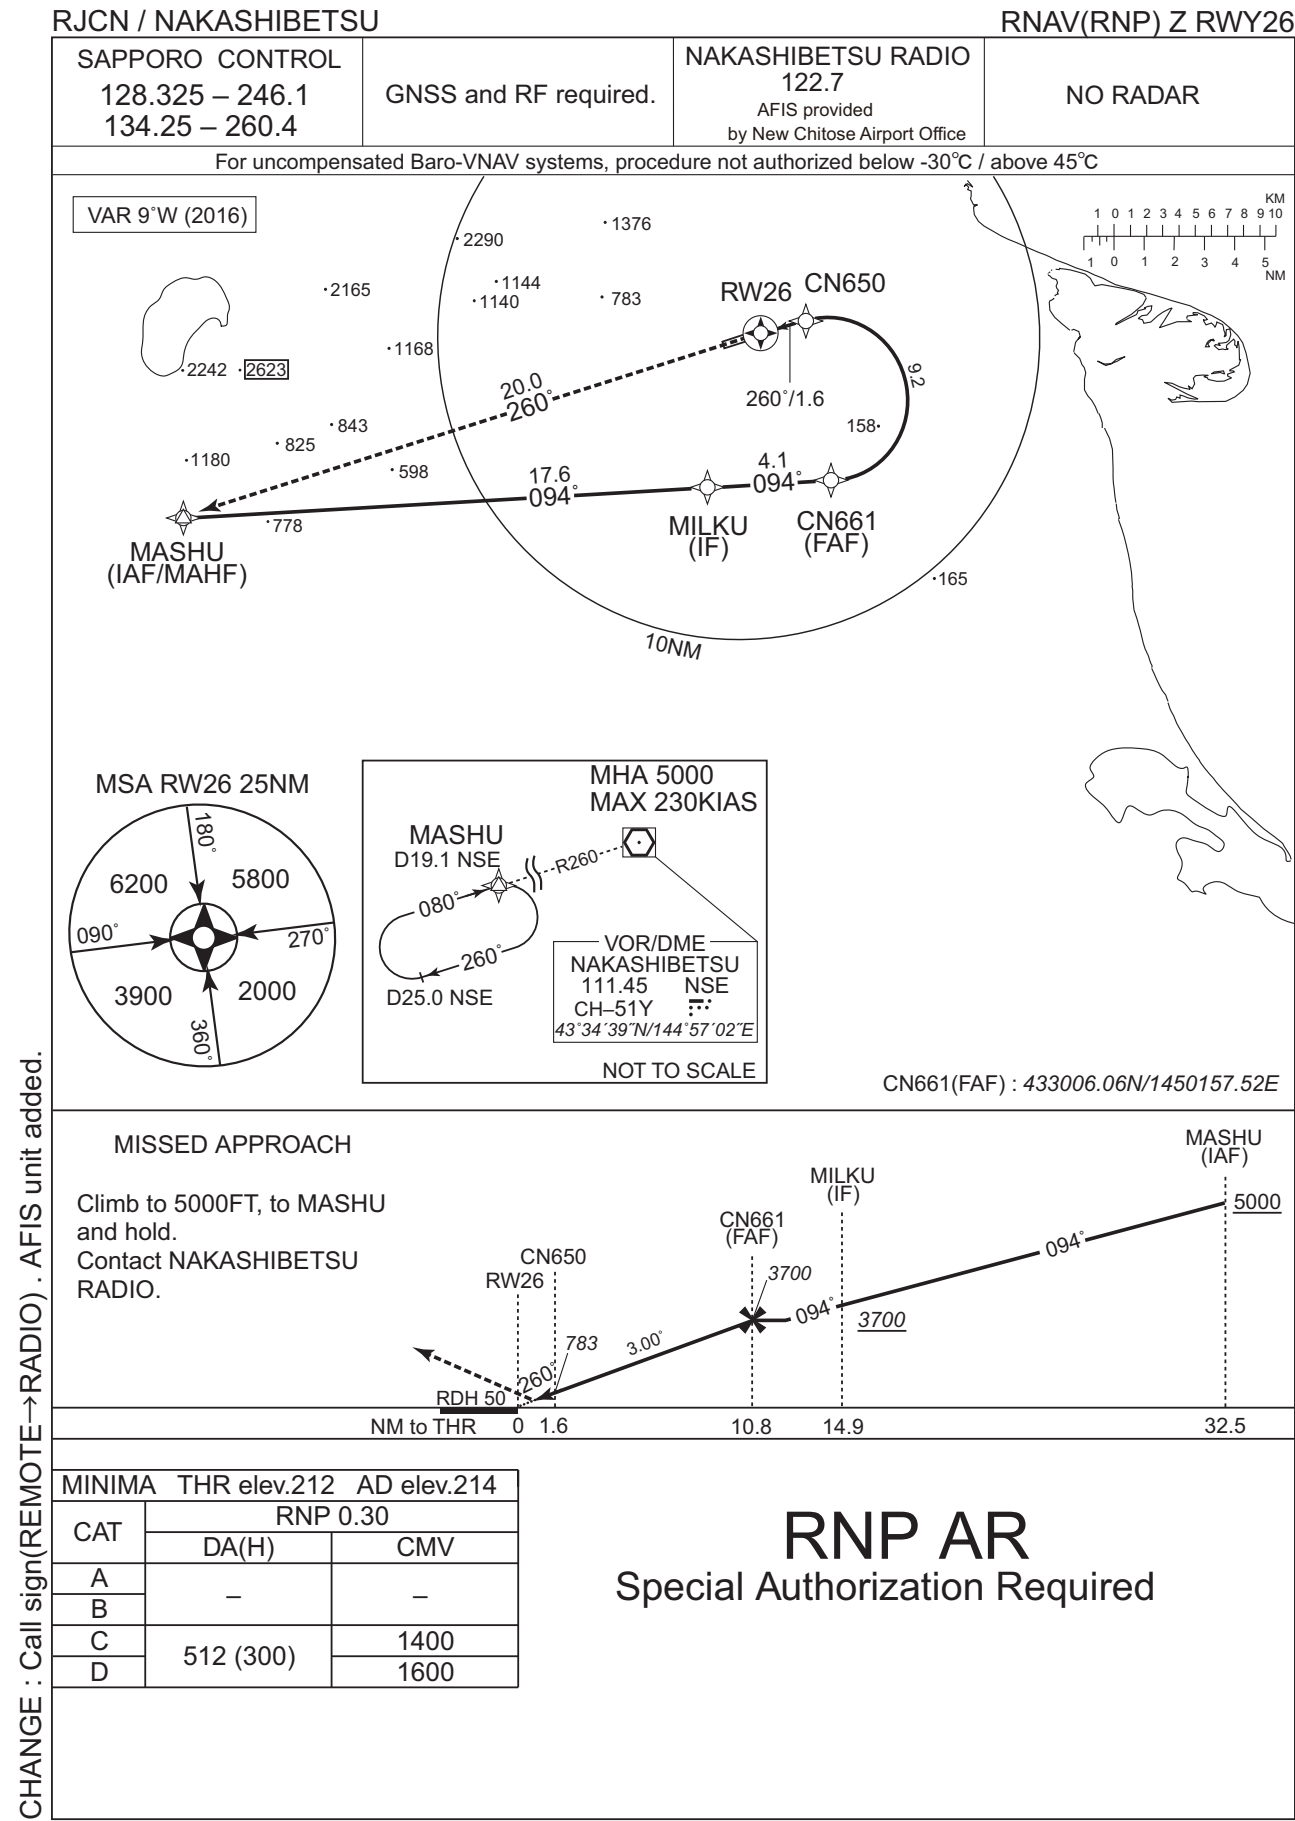 RJCN / NAKASHIBETSU
RNAV(RNP) Z RWY26
SAPPORO CONTROL
128.325 – 246.1
134.25 – 260.4
GNSS and RF required.
NAKASHIBETSU RADIO
122.7
AFIS provided
by New Chitose Airport Office
NO RADAR
For uncompensated Baro-VNAV systems, procedure not authorized below -30°C / above 45°C
VAR 9°W (2016)
KM
1 0 1 2 3 4 5 6 7 8 9 10
1 0 1 2 3 4 5
NM
1376
2290
2165
1144
1140
783
1168
2242
2623
843
825
1180
598
778
158
165
RW26
CN650
9.2
260°/1.6
20.0
260°
17.6
094°
4.1
094°
MASHU
(IAF/MAHF)
MILKU
(IF)
CN661
(FAF)
10NM
MSA RW26 25NM
180°
6200
5800
090°
270°
3900
2000
360°
MHA 5000
MAX 230KIAS
MASHU
D19.1 NSE
R260
080°
260°
D25.0 NSE
VOR/DME
NAKASHIBETSU
111.45 NSE
CH–51Y
43°34´39˝N/144°57´02˝E
NOT TO SCALE
CN661(FAF) : 433006.06N/1450157.52E
MISSED APPROACH
Climb to 5000FT, to MASHU
and hold.
Contact NAKASHIBETSU
RADIO.
MASHU
(IAF)
5000
MILKU
(IF)
CN661
(FAF)
3700
094°
094°
3700
CN650
RW26
783
3.00°
260°
RDH 50
NM to THR 0 1.6 10.8 14.9 32.5
MINIMA THR elev.212 AD elev.214
CAT
RNP 0.30
DA(H) CMV
A
B
– –
C
D
512 (300)
1400
1600
RNP AR
Special Authorization Required
CHANGE : Call sign(REMOTE→RADIO) . AFIS unit added.